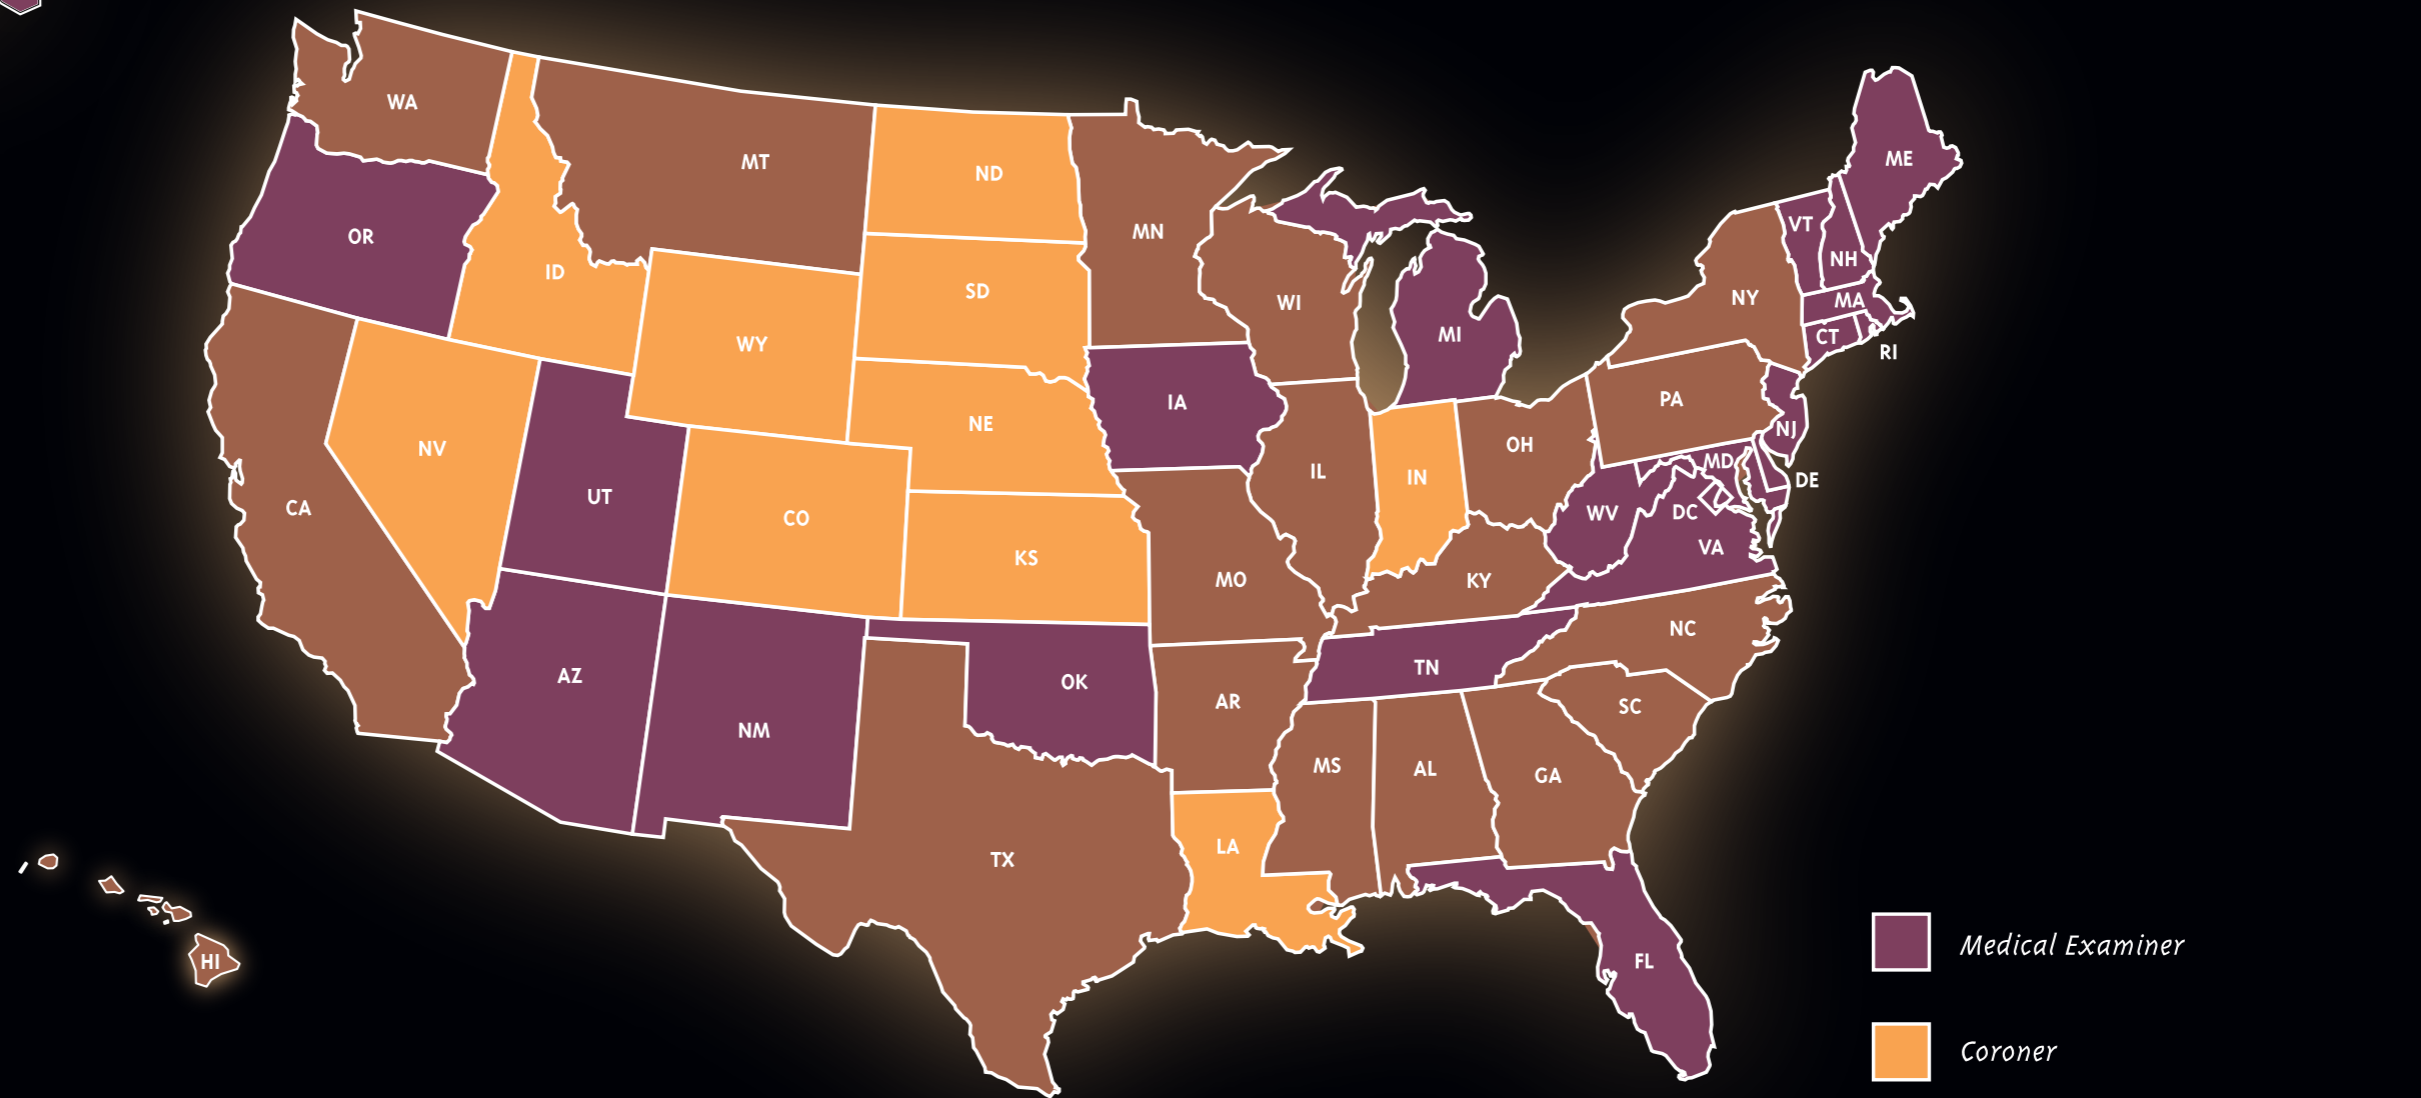 WA
MT
ND
MN
ME
OR
ID
SD
WI
MI
VT
NH
NY
MA
CT
RI
WY
IA
NE
PA
NJ
NV
UT
CO
CA
IL
IN
OH
MD
DE
WV
DC
VA
KS
MO
KY
NC
AZ
NM
OK
AR
TN
SC
MS
AL
GA
TX
LA
HI
FL
Medical Examiner
Coroner